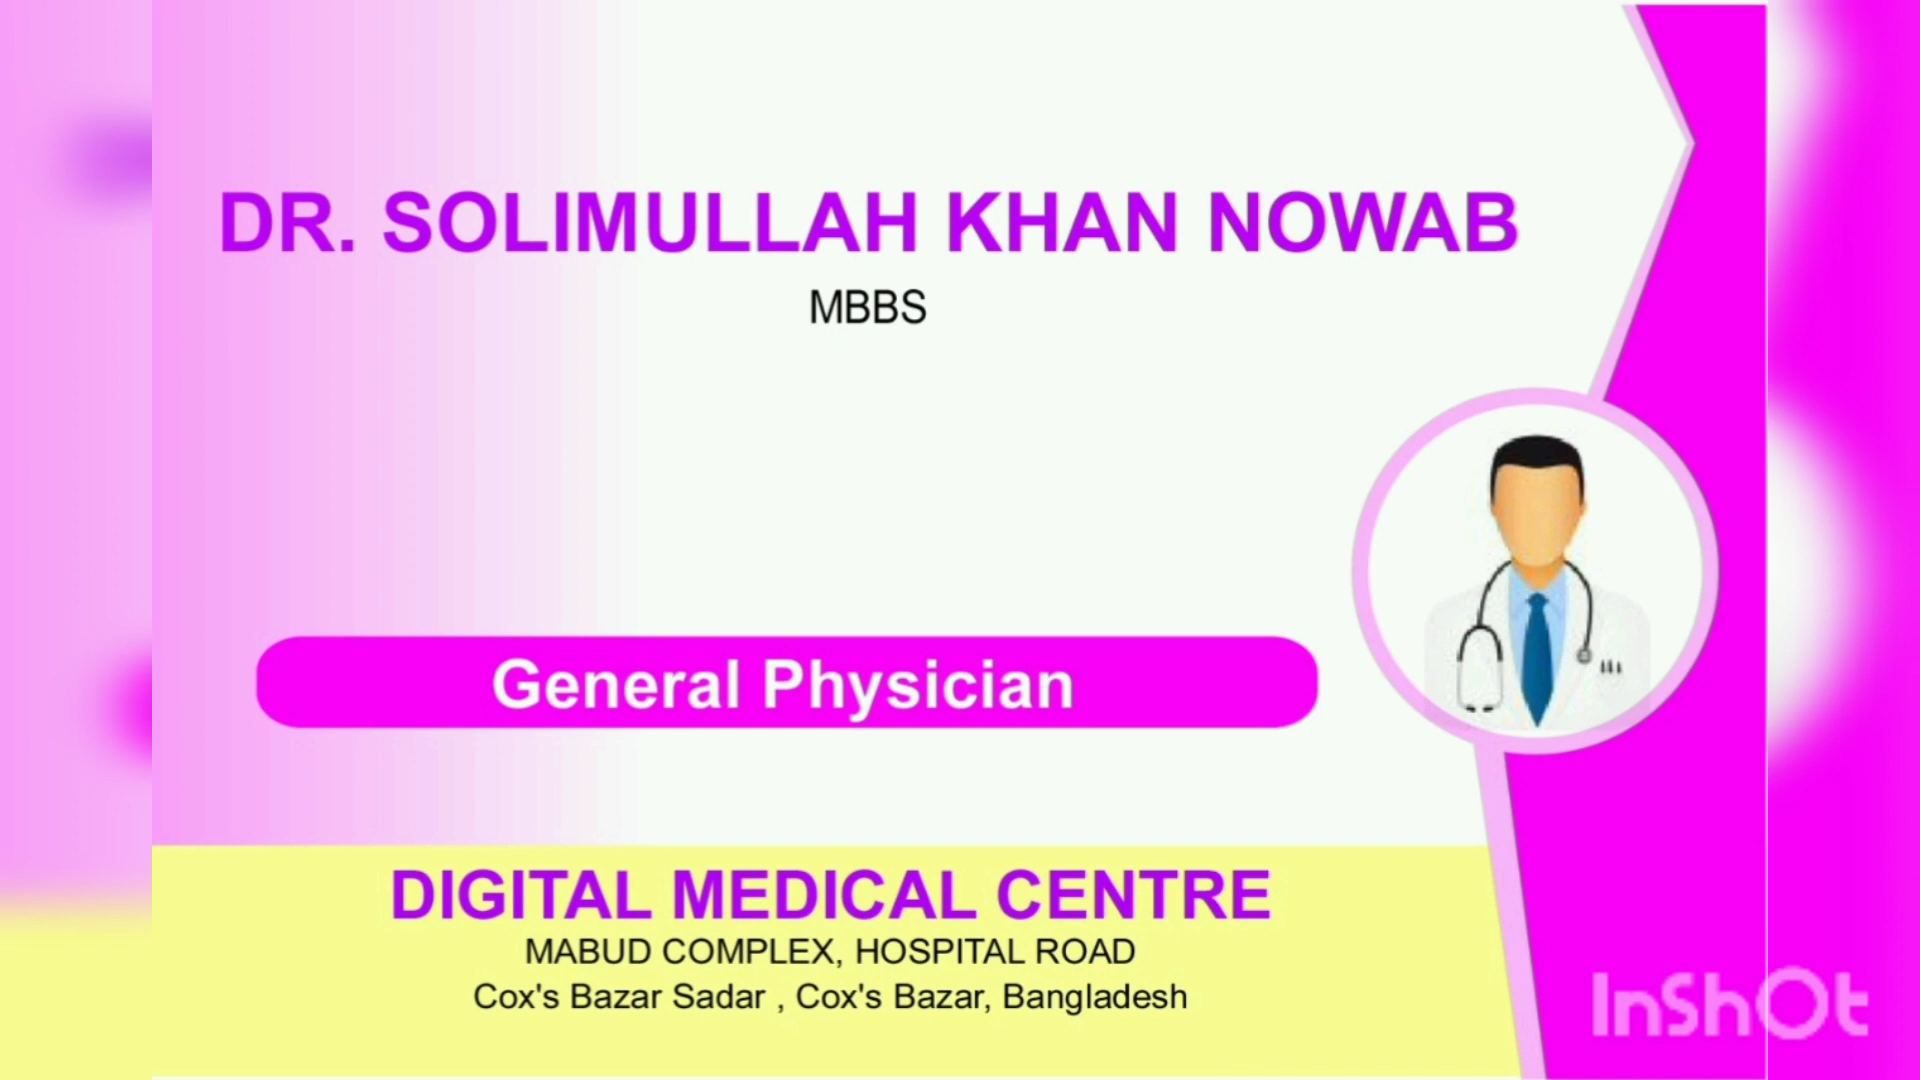 DR. SOLIMULLAH KHAN NOWAB
MBBS
General Physician
DIGITAL MEDICAL CENTRE
MABUD COMPLEX, HOSPITAL ROAD
Cox's Bazar Sadar , Cox's Bazar, Bangladesh
InShOt